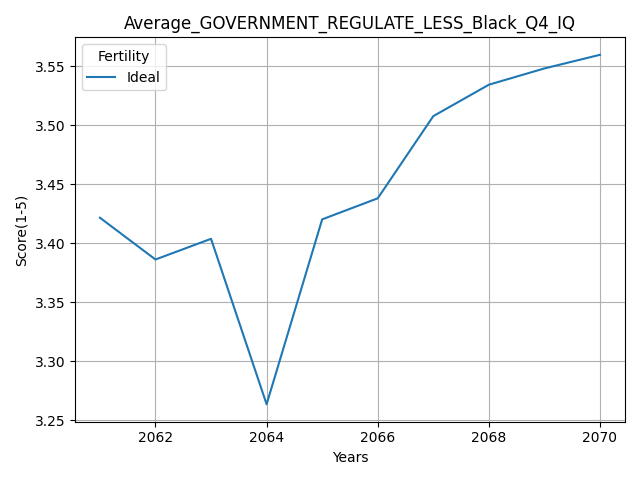 Average_GOVERNMENT_REGULATE_LESS_Black_Q4_IQ
Fertility
Ideal
3.55
3.50
3.45
3.40
3.35
3.30
3.25
Score(1-5)
2062 2064 2066 2068 2070
Years